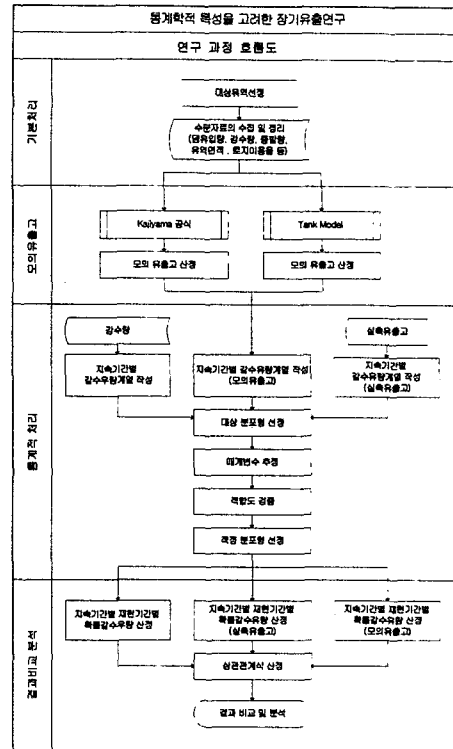 통계학적 특성을 고려한 장기유출연구
연구 과정 흐름도
기본처리
대상유역선정
수문자료의 수집 및 정리
(댐유입량, 강수량, 증발량,
유역면적, 토지이용율 등)
모의유출고
Kajiyama 공식
Tank Model
모의 유출고 산정
모의 유출고 산정
통계적 처리
강수량
실측유출고
지속기간별
갈수우량계열 작성
지속기간별 갈수유량계열 작성
(모의유출고)
지속기간별
갈수유량계열 작성
(실측유출고)
대상 분포형 선정
매개변수 추정
적합도 검증
적정 분포형 선정
결과비교 분석
지속기간별 재현기간별
확률갈수우량 산정
지속기간별 재현기간별
확률갈수유량 산정
(실측유출고)
지속기간별 재현기간별
확률갈수유량 산정
(모의유출고)
상관관계식 산정
결과 비교 및 분석